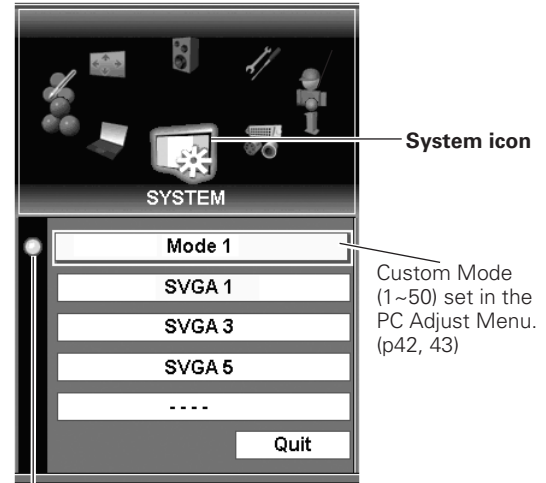 System icon
SYSTEM
Mode 1
Custom Mode
(1~50) set in the
PC Adjust Menu.
(p42, 43)
SVGA 1
SVGA 3
SVGA 5
- - - -
Quit